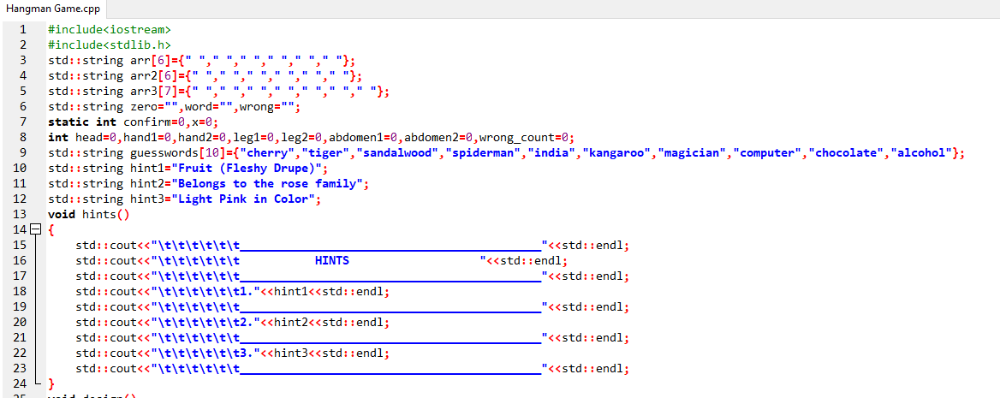 Hangman Game.cpp
1 #include<iostream>
2 #include<stdlib.h>
3 std::string arr[6]={" "," "," "," "," "," "};
4 std::string arr2[6]={" "," "," "," "," "," "};
5 std::string arr3[7]={" "," "," "," "," "," "," "};
6 std::string zero="",word="",wrong="";
7 static int confirm=0,x=0;
8 int head=0,hand1=0,hand2=0,leg1=0,leg2=0,abdomen1=0,abdomen2=0,wrong_count=0;
9 std::string guesswords[10]={"cherry","tiger","sandalwood","spiderman","india","kangaroo","magician","computer","chocolate","alcohol"};
10 std::string hint1="Fruit (Fleshy Drupe)";
11 std::string hint2="Belongs to the rose family";
12 std::string hint3="Light Pink in Color";
13 void hints()
14 {
15     std::cout<<"\t\t\t\t\t\t____________________________________________"<<std::endl;
16     std::cout<<"\t\t\t\t\t\t           HINTS                   "<<std::endl;
17     std::cout<<"\t\t\t\t\t\t____________________________________________"<<std::endl;
18     std::cout<<"\t\t\t\t\t\t1."<<hint1<<std::endl;
19     std::cout<<"\t\t\t\t\t\t____________________________________________"<<std::endl;
20     std::cout<<"\t\t\t\t\t\t2."<<hint2<<std::endl;
21     std::cout<<"\t\t\t\t\t\t____________________________________________"<<std::endl;
22     std::cout<<"\t\t\t\t\t\t3."<<hint3<<std::endl;
23     std::cout<<"\t\t\t\t\t\t____________________________________________"<<std::endl;
24 }